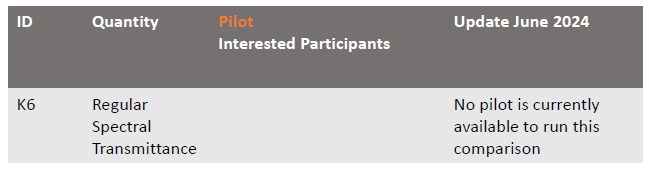 ID Quantity Pilot Update June 2024
Interested Participants
K6 Regular No pilot is currently
Spectral available to run this
Transmittance comparison